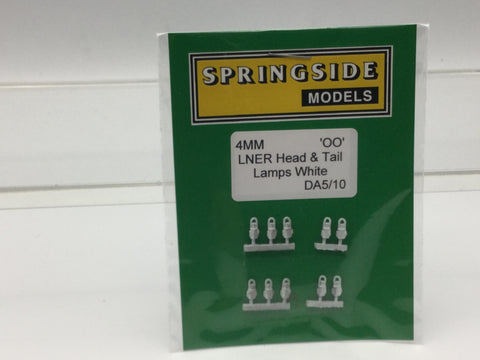 SPRINGSIDE
MODELS
4MM 'OO'
LNER Head & Tail
Lamps White
DA5/10